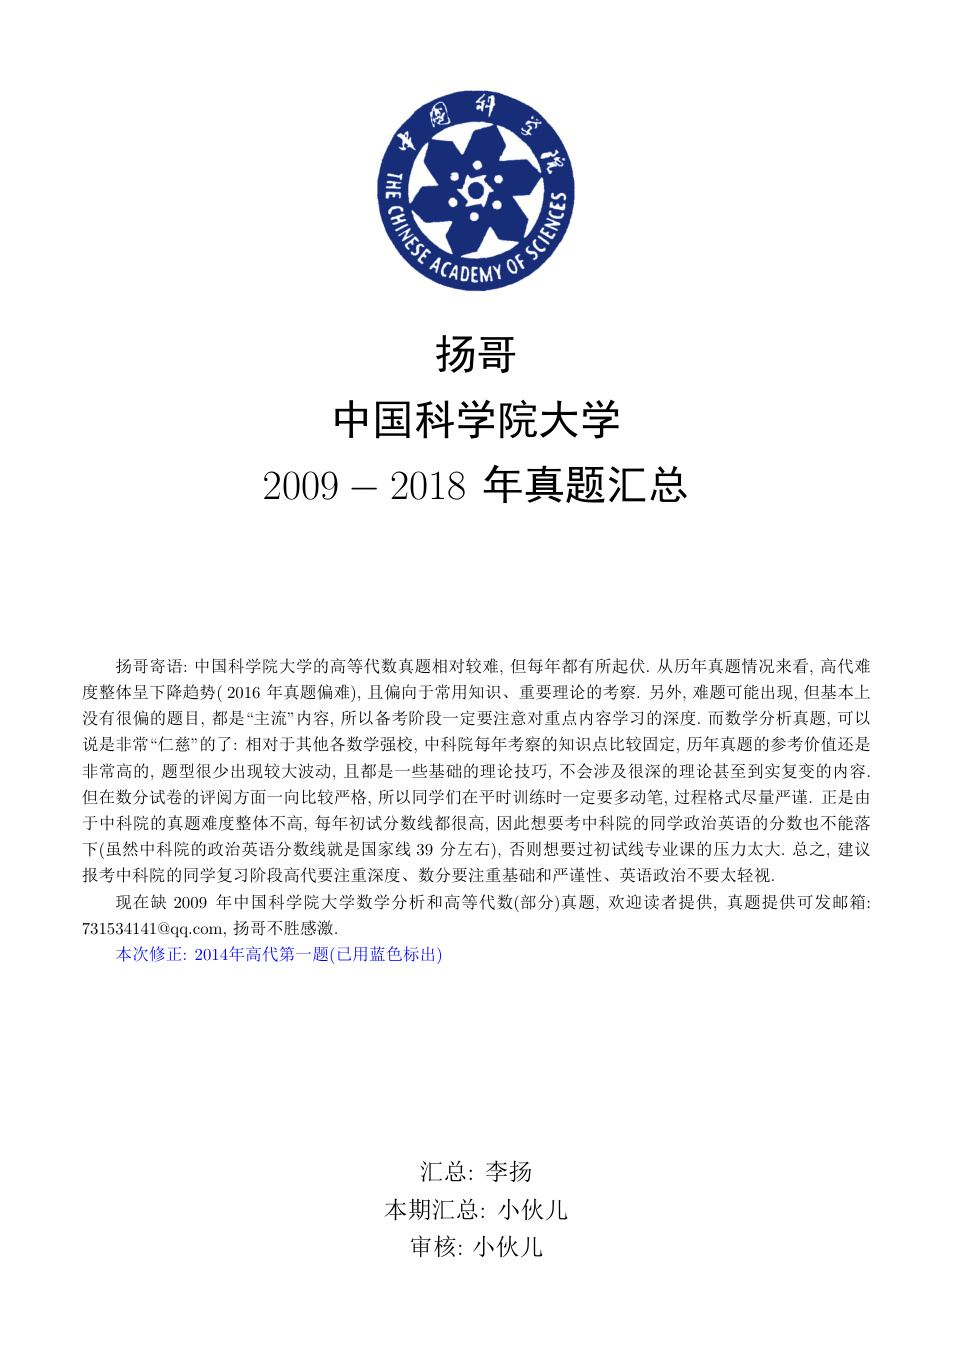 中国科学院
THE CHINESE ACADEMY OF SCIENCES
扬哥
中国科学院大学
2009 – 2018 年真题汇总
扬哥寄语: 中国科学院大学的高等代数真题相对较难, 但每年都有所起伏. 从历年真题情况来看, 高代难
度整体呈下降趋势( 2016 年真题偏难), 且偏向于常用知识、重要理论的考察. 另外, 难题可能出现, 但基本上
没有很偏的题目, 都是“主流”内容, 所以备考阶段一定要注意对重点内容学习的深度. 而数学分析真题, 可以
说是非常“仁慈”的了: 相对于其他各数学强校, 中科院每年考察的知识点比较固定, 历年真题的参考价值还是
非常高的, 题型很少出现较大波动, 且都是一些基础的理论技巧, 不会涉及很深的理论甚至到实复变的内容.
但在数分试卷的评阅方面一向比较严格, 所以同学们在平时训练时一定要多动笔, 过程格式尽量严谨. 正是由
于中科院的真题难度整体不高, 每年初试分数线都很高, 因此想要考中科院的同学政治英语的分数也不能落
下(虽然中科院的政治英语分数线就是国家线 39 分左右), 否则想要过初试线专业课的压力太大. 总之, 建议
报考中科院的同学复习阶段高代要注重深度、数分要注重基础和严谨性、英语政治不要太轻视.
现在缺 2009 年中国科学院大学数学分析和高等代数(部分)真题, 欢迎读者提供, 真题提供可发邮箱:
731534141@qq.com, 扬哥不胜感激.
本次修正: 2014年高代第一题(已用蓝色标出)
汇总: 李扬
本期汇总: 小伙儿
审核: 小伙儿